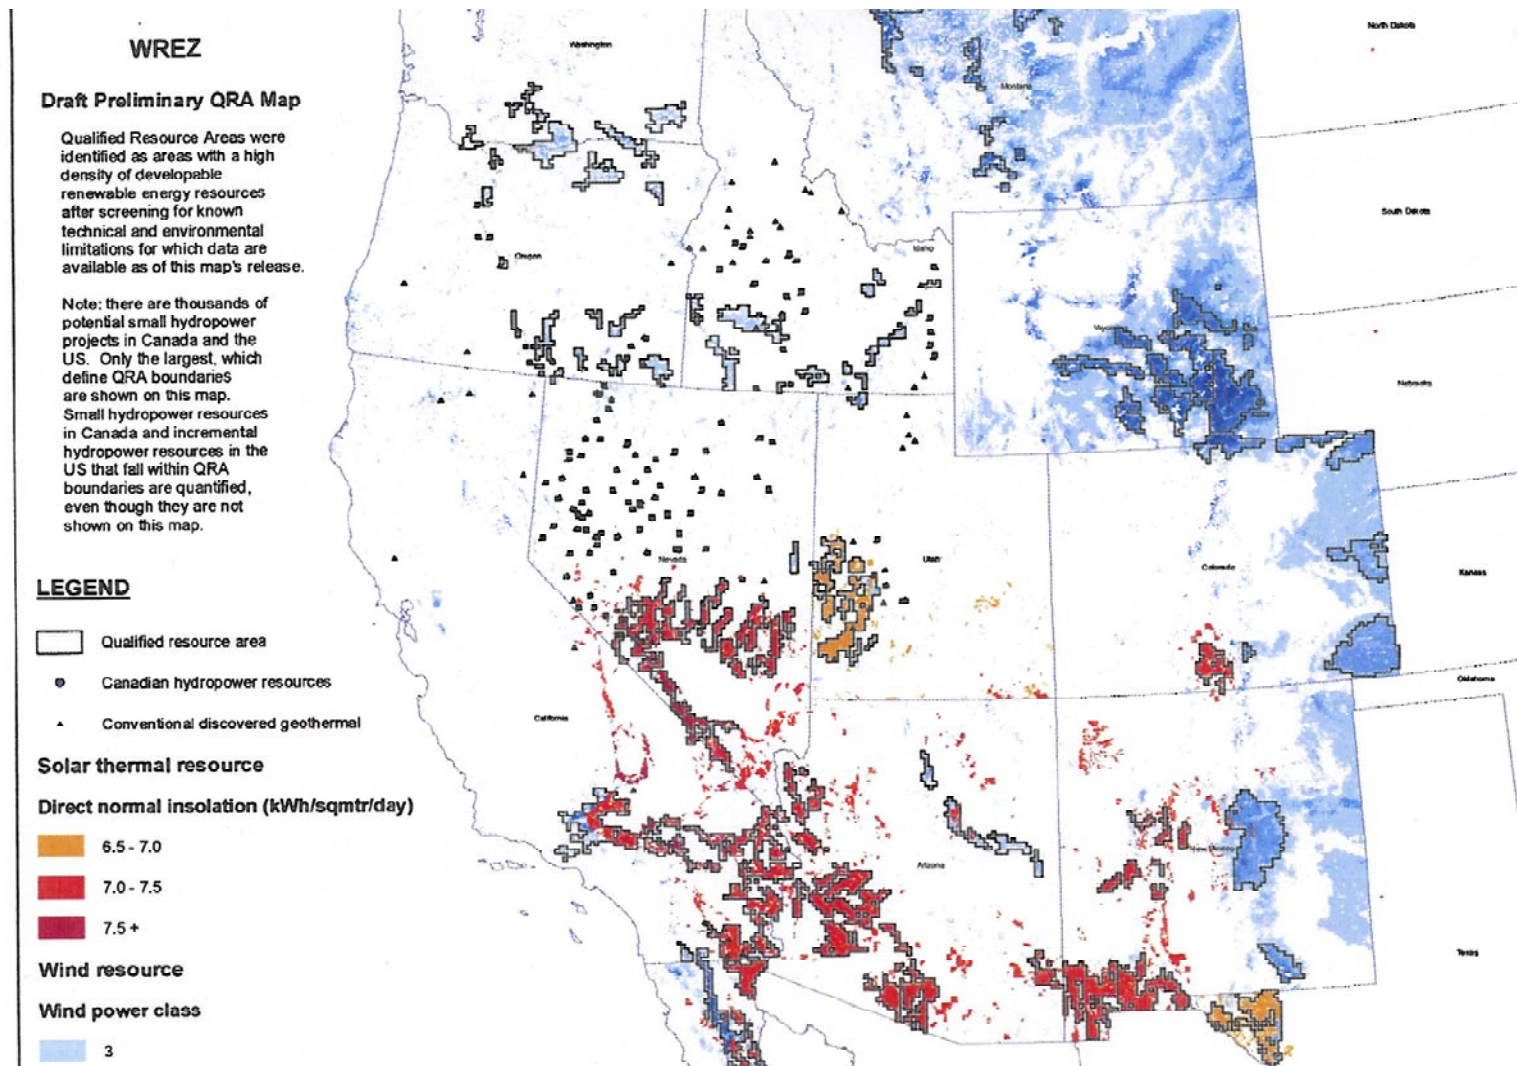 WREZ
Draft Preliminary QRA Map
Qualified Resource Areas were
identified as areas with a high
density of developable
renewable energy resources
after screening for known
technical and environmental
limitations for which data are
available as of this map's release.
Note: there are thousands of
potential small hydropower
projects in Canada and the
US. Only the largest, which
define QRA boundaries
are shown on this map.
Small hydropower resources
in Canada and incremental
hydropower resources in the
US that fall within QRA
boundaries are quantified,
even though they are not
shown on this map.
LEGEND
Qualified resource area
Canadian hydropower resources
Conventional discovered geothermal
Solar thermal resource
Direct normal insolation (kWh/sqmtr/day)
6.5 - 7.0
7.0 - 7.5
7.5 +
Wind resource
Wind power class
3
Washington
North Dakota
Montana
South Dakota
Oregon
Idaho
Wyoming
Nebraska
Nevada
Utah
Colorado
Kansas
Oklahoma
California
Arizona
New Mexico
Texas